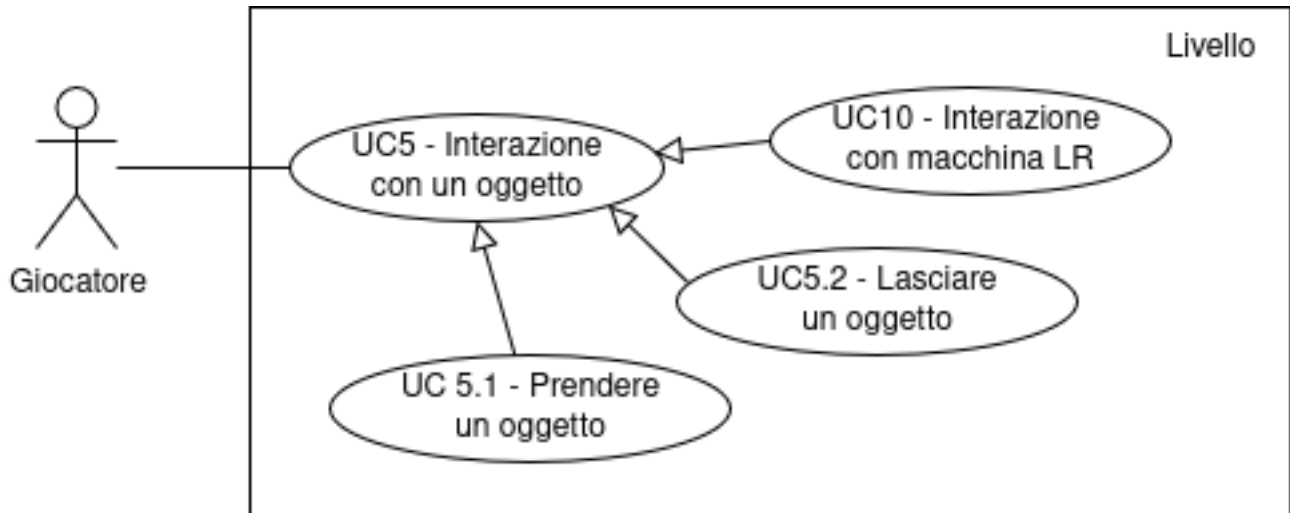 Livello
UC5 - Interazione
con un oggetto
UC10 - Interazione
con macchina LR
Giocatore
UC5.2 - Lasciare
un oggetto
UC 5.1 - Prendere
un oggetto